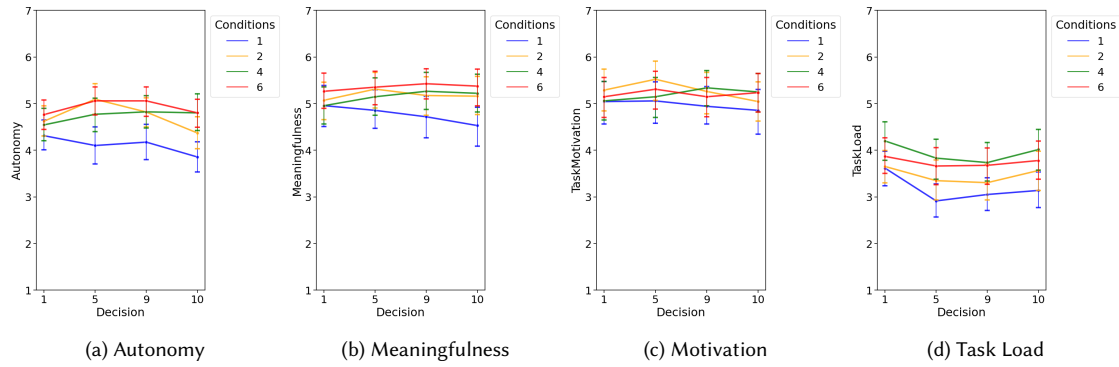 7
6
5
4
3
2
1
Autonomy
1 5 9 10
Decision
Conditions
1
2
4
6
(a) Autonomy
7
6
5
4
3
2
1
Meaningfulness
1 5 9 10
Decision
Conditions
1
2
4
6
(b) Meaningfulness
7
6
5
4
3
2
1
TaskMotivation
1 5 9 10
Decision
Conditions
1
2
4
6
(c) Motivation
7
6
5
4
3
2
1
TaskLoad
1 5 9 10
Decision
Conditions
1
2
4
6
(d) Task Load